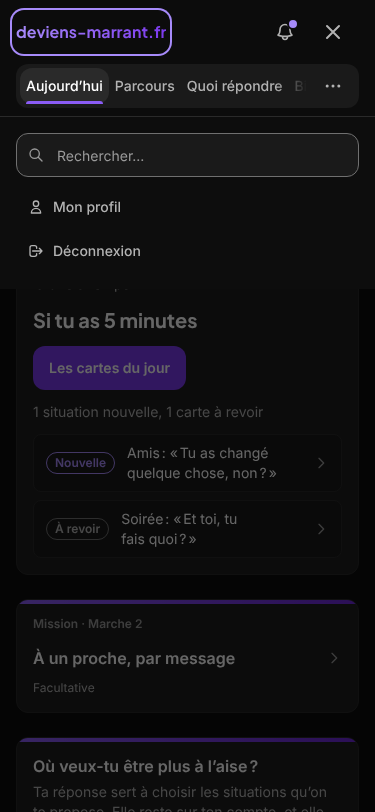 deviens-marrant.fr
Aujourd’hui Parcours Quoi répondre
Rechercher…
Mon profil
Déconnexion
Si tu as 5 minutes
Les cartes du jour
1 situation nouvelle, 1 carte à revoir
Nouvelle
Amis : « Tu as changé
quelque chose, non ? »
À revoir
Soirée : « Et toi, tu
fais quoi ? »
Mission · Marche 2
À un proche, par message
Facultative
Où veux-tu être plus à l’aise ?
Ta réponse sert à choisir les situations qu’on
te propose. Elle reste sur ton compte, et elle